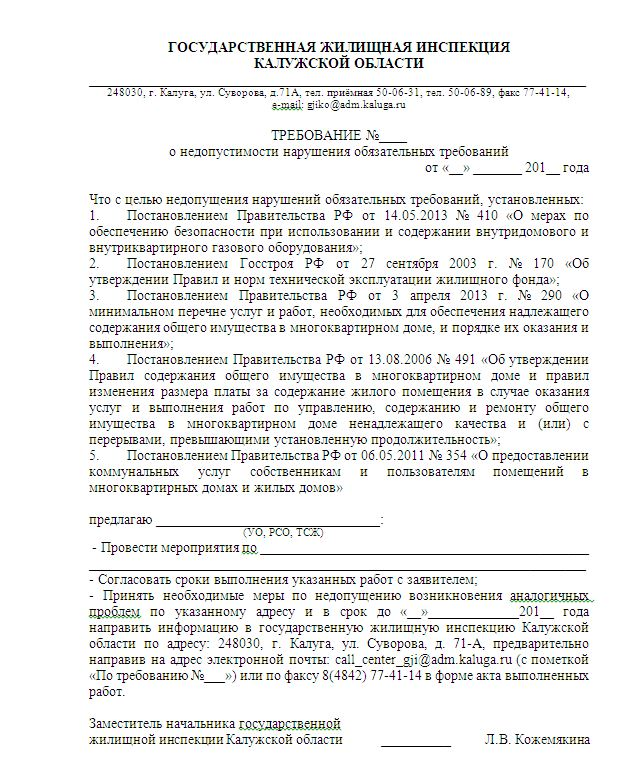 ГОСУДАРСТВЕННАЯ ЖИЛИЩНАЯ ИНСПЕКЦИЯ
КАЛУЖСКОЙ ОБЛАСТИ
248030, г. Калуга, ул. Суворова, д.71А, тел. приёмная 50-06-31, тел. 50-06-89, факс 77-41-14,
e-mail: gjiko@adm.kaluga.ru
ТРЕБОВАНИЕ №____
о недопустимости нарушения обязательных требований
от «__» _______ 201__ года
Что с целью недопущения нарушений обязательных требований, установленных:
1. Постановлением Правительства РФ от 14.05.2013 № 410 «О мерах по
обеспечению безопасности при использовании и содержании внутридомового и
внутриквартирного газового оборудования»;
2. Постановлением Госстроя РФ от 27 сентября 2003 г. № 170 «Об
утверждении Правил и норм технической эксплуатации жилищного фонда»;
3. Постановлением Правительства РФ от 3 апреля 2013 г. № 290 «О
минимальном перечне услуг и работ, необходимых для обеспечения надлежащего
содержания общего имущества в многоквартирном доме, и порядке их оказания и
выполнения»;
4. Постановлением Правительства РФ от 13.08.2006 № 491 «Об утверждении
Правил содержания общего имущества в многоквартирном доме и правил
изменения размера платы за содержание жилого помещения в случае оказания
услуг и выполнения работ по управлению, содержанию и ремонту общего
имущества в многоквартирном доме ненадлежащего качества и (или) с
перерывами, превышающими установленную продолжительность»;
5. Постановлением Правительства РФ от 06.05.2011 № 354 «О предоставлении
коммунальных услуг собственникам и пользователям помещений в
многоквартирных домах и жилых домов»
предлагаю ________________________________:
(УО, РСО, ТСЖ)
- Провести мероприятия по _______________________________________________
- Согласовать сроки выполнения указанных работ с заявителем;
- Принять необходимые меры по недопущению возникновения аналогичных
проблем по указанному адресу и в срок до «__»_____________201__ года
направить информацию в государственную жилищную инспекцию Калужской
области по адресу: 248030, г. Калуга, ул. Суворова, д. 71-А, предварительно
направив на адрес электронной почты: call_center_gji@adm.kaluga.ru (с пометкой
«По требованию №___») или по факсу 8(4842) 77-41-14 в форме акта выполненных
работ.
Заместитель начальника государственной
жилищной инспекции Калужской области __________ Л.В. Кожемякина